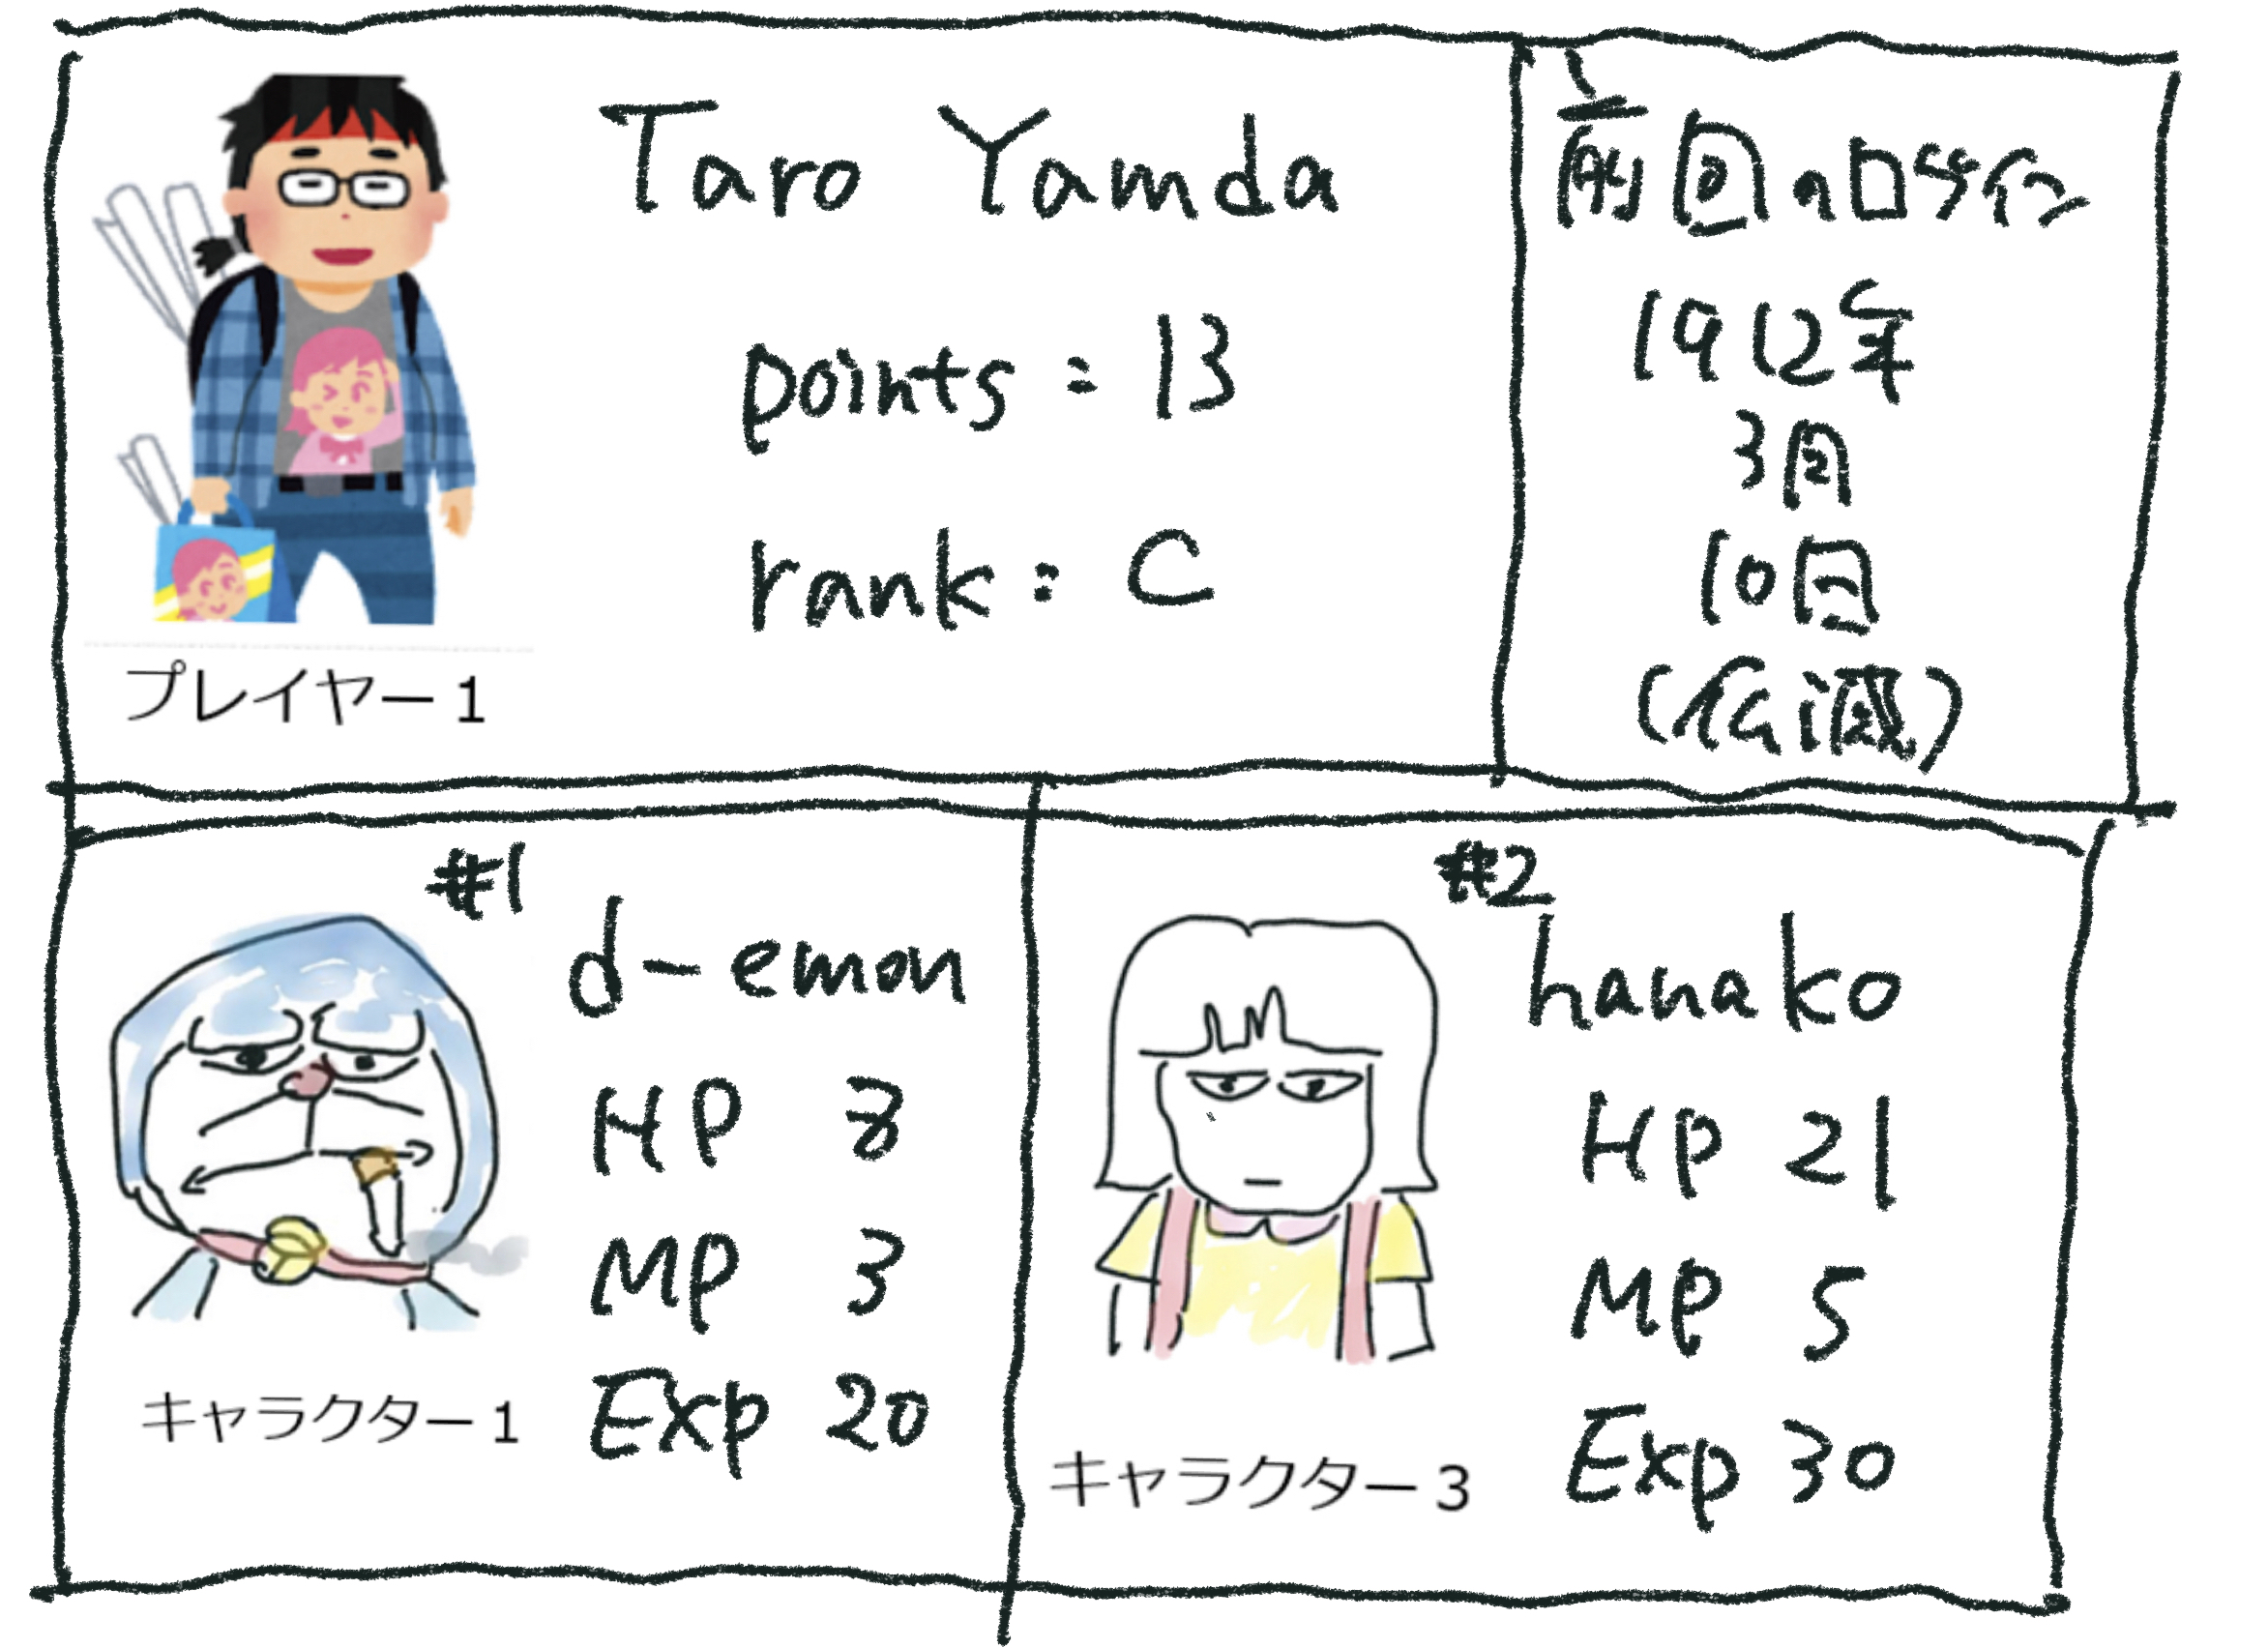 Taro Yamda
points : 13
rank : C
プレイヤー1
前回のログイン
1912年
3月
10日
(仏滅)
#1
d-emon
HP 8
MP 3
Exp 20
キャラクター1
#2
hanako
HP 21
MP 5
Exp 30
キャラクター3